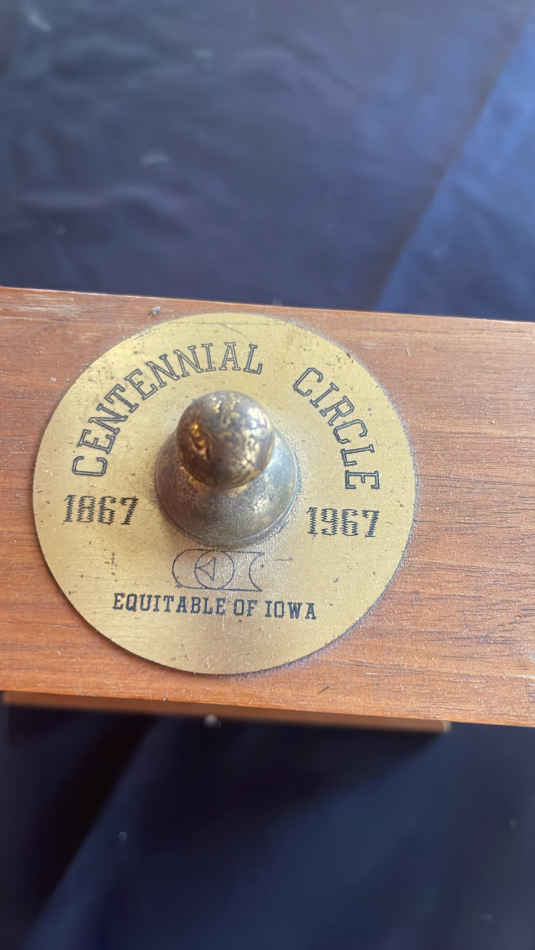 CENTENNIAL CIRCLE
1867 1967
EQUITABLE OF IOWA